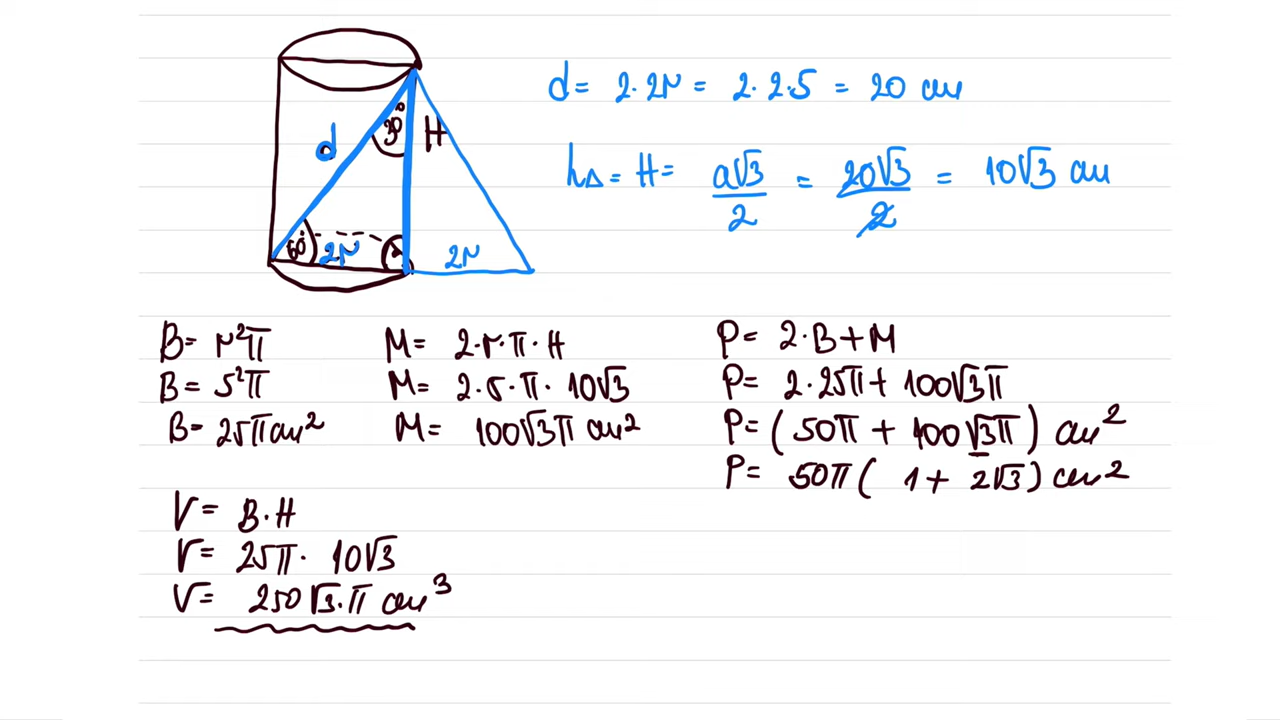 d = 2·2r = 2·2·5 = 20 cm
h△ = H = a√3/2 = 20√3/2 = 10√3 cm
d
30°
H
60°
2r
2r
B = r²π
B = 5²π
B = 25π cm²
M = 2·r·π·H
M = 2·5·π·10√3
M = 100√3π cm²
P = 2·B+M
P = 2·25π + 100√3π
P = (50π + 100√3π) cm²
P = 50π( 1 + 2√3) cm²
V = B·H
V = 25π· 10√3
V = 250√3·π cm³